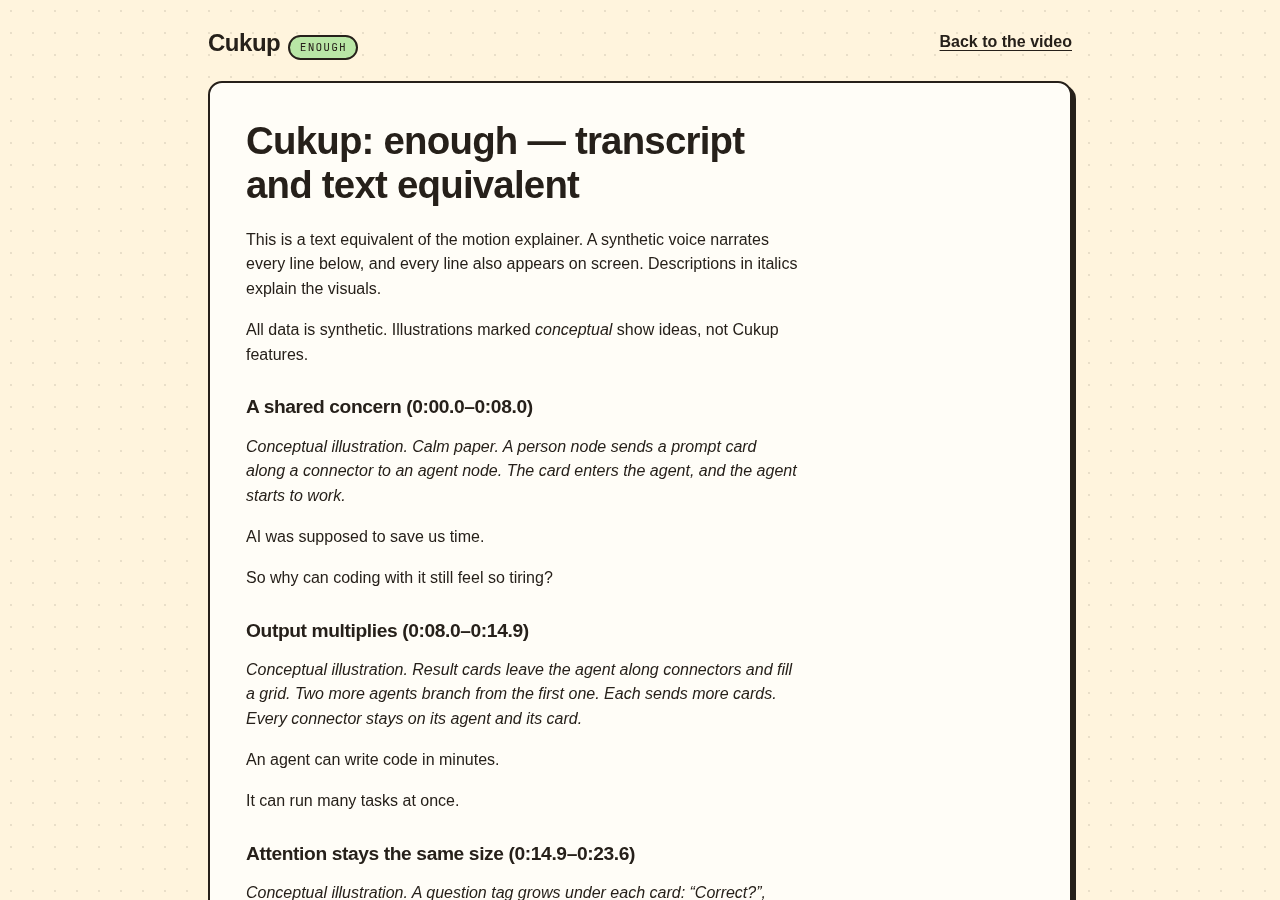 Cukup ENOUGH
Back to the video
Cukup: enough — transcript
and text equivalent
This is a text equivalent of the motion explainer. A synthetic voice narrates
every line below, and every line also appears on screen. Descriptions in italics
explain the visuals.
All data is synthetic. Illustrations marked conceptual show ideas, not Cukup
features.
A shared concern (0:00.0–0:08.0)
Conceptual illustration. Calm paper. A person node sends a prompt card
along a connector to an agent node. The card enters the agent, and the agent
starts to work.
AI was supposed to save us time.
So why can coding with it still feel so tiring?
Output multiplies (0:08.0–0:14.9)
Conceptual illustration. Result cards leave the agent along connectors and fill
a grid. Two more agents branch from the first one. Each sends more cards.
Every connector stays on its agent and its card.
An agent can write code in minutes.
It can run many tasks at once.
Attention stays the same size (0:14.9–0:23.6)
Conceptual illustration. A question tag grows under each card: “Correct?”,